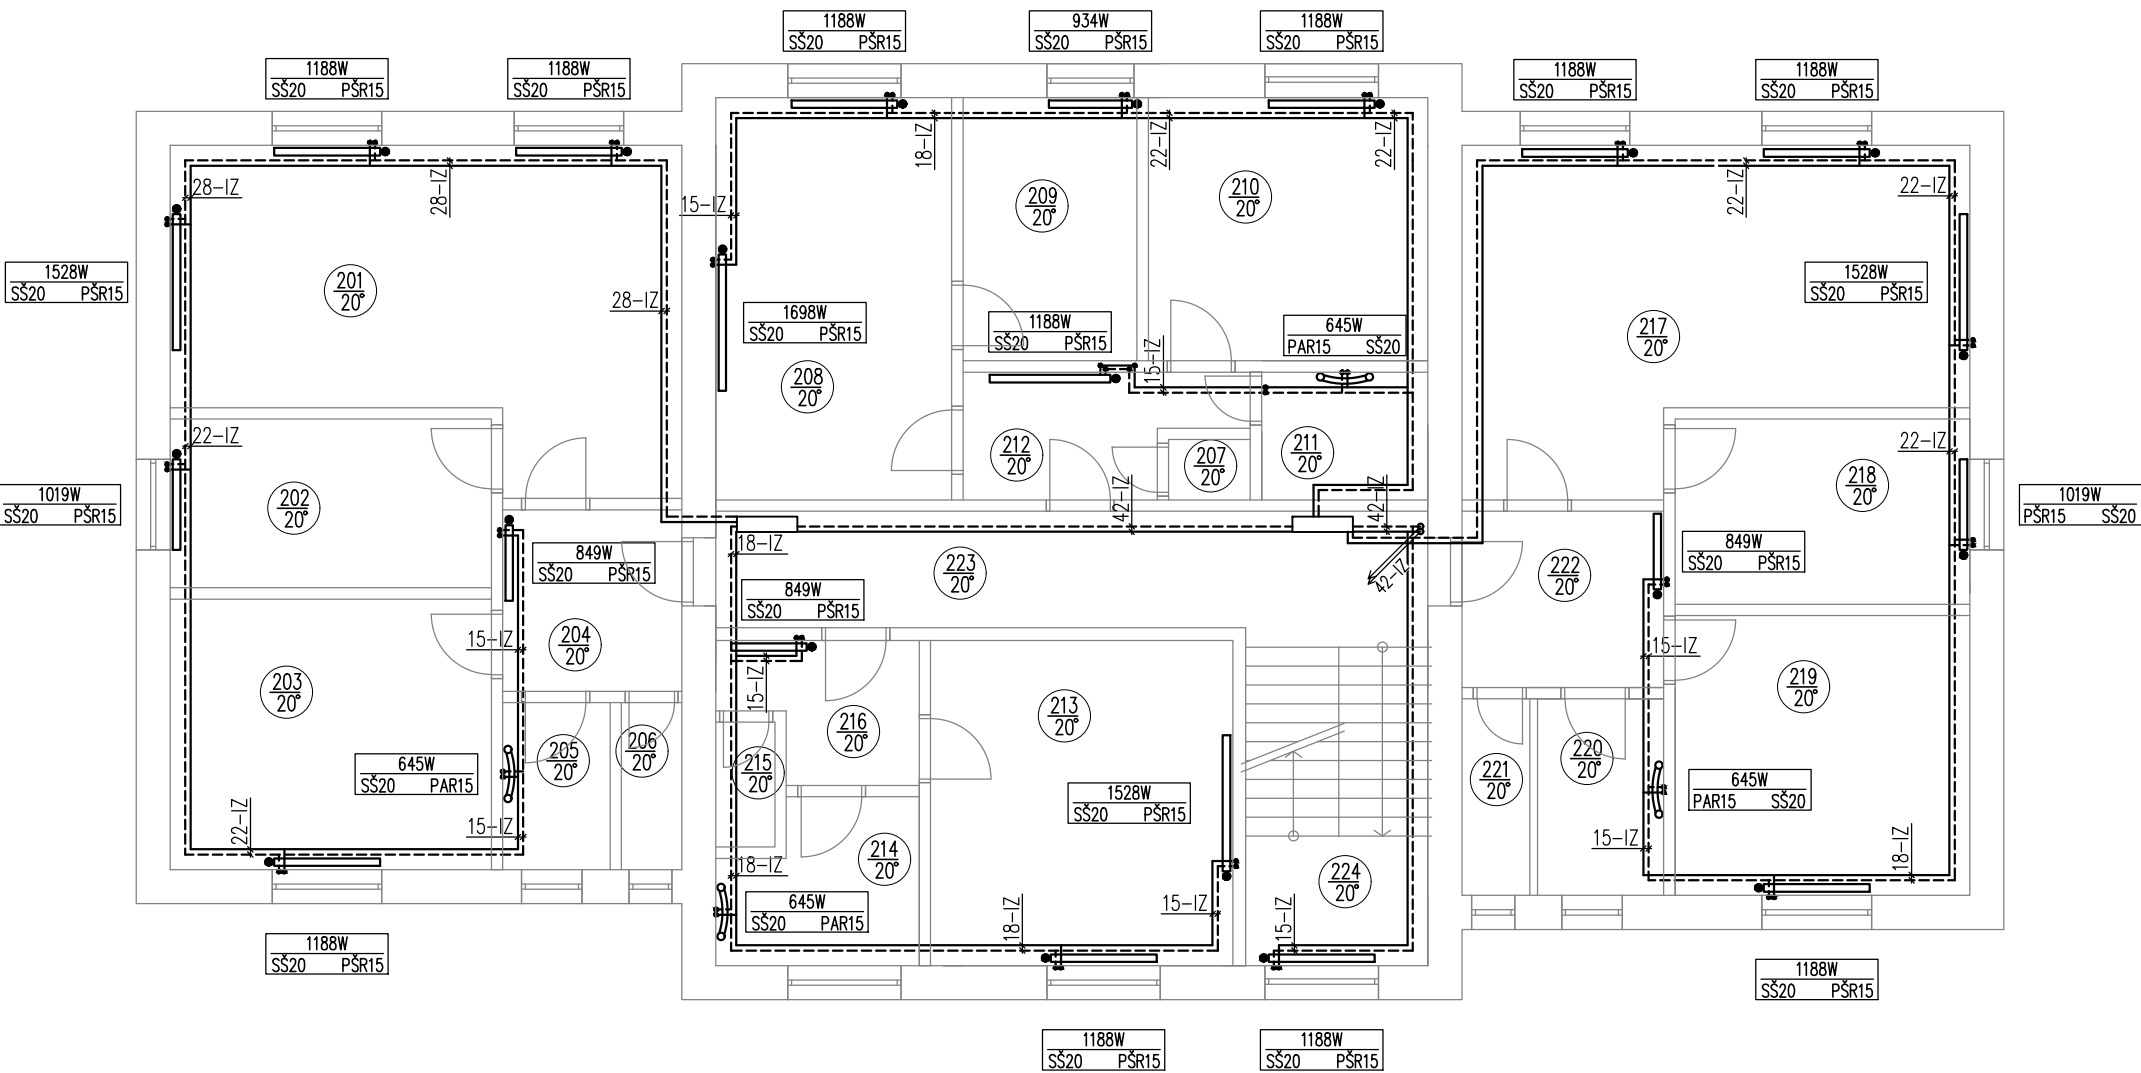 1188W
SŠ20 PŠR15
934W
SŠ20 PŠR15
1188W
SŠ20 PŠR15
1188W
SŠ20 PŠR15
1188W
SŠ20 PŠR15
1188W
SŠ20 PŠR15
1188W
SŠ20 PŠR15
18-IZ
22-IZ
22-IZ
28-IZ
28-IZ
15-IZ
209
20°
210
20°
22-IZ
22-IZ
1528W
SŠ20 PŠR15
201
20°
28-IZ
1698W
SŠ20 PŠR15
1188W
SŠ20 PŠR15
645W
PAR15 SŠ20
1528W
SŠ20 PŠR15
217
20°
208
20°
15-IZ
22-IZ
212
20°
207
20°
211
20°
22-IZ
1019W
SŠ20 PŠR15
202
20°
42-IZ
42-IZ
218
20°
1019W
PŠR15 SŠ20
849W
SŠ20 PŠR15
18-IZ
223
20°
42-IZ
222
20°
849W
SŠ20 PŠR15
849W
SŠ20 PŠR15
15-IZ
204
20°
15-IZ
203
20°
15-IZ
213
20°
219
20°
216
20°
205
20°
206
20°
215
20°
220
20°
221
20°
645W
SŠ20 PAR15
1528W
SŠ20 PŠR15
645W
PAR15 SŠ20
22-IZ
15-IZ
18-IZ
214
20°
224
20°
15-IZ
18-IZ
645W
SŠ20 PAR15
18-IZ
15-IZ
15-IZ
1188W
SŠ20 PŠR15
1188W
SŠ20 PŠR15
1188W
SŠ20 PŠR15
1188W
SŠ20 PŠR15